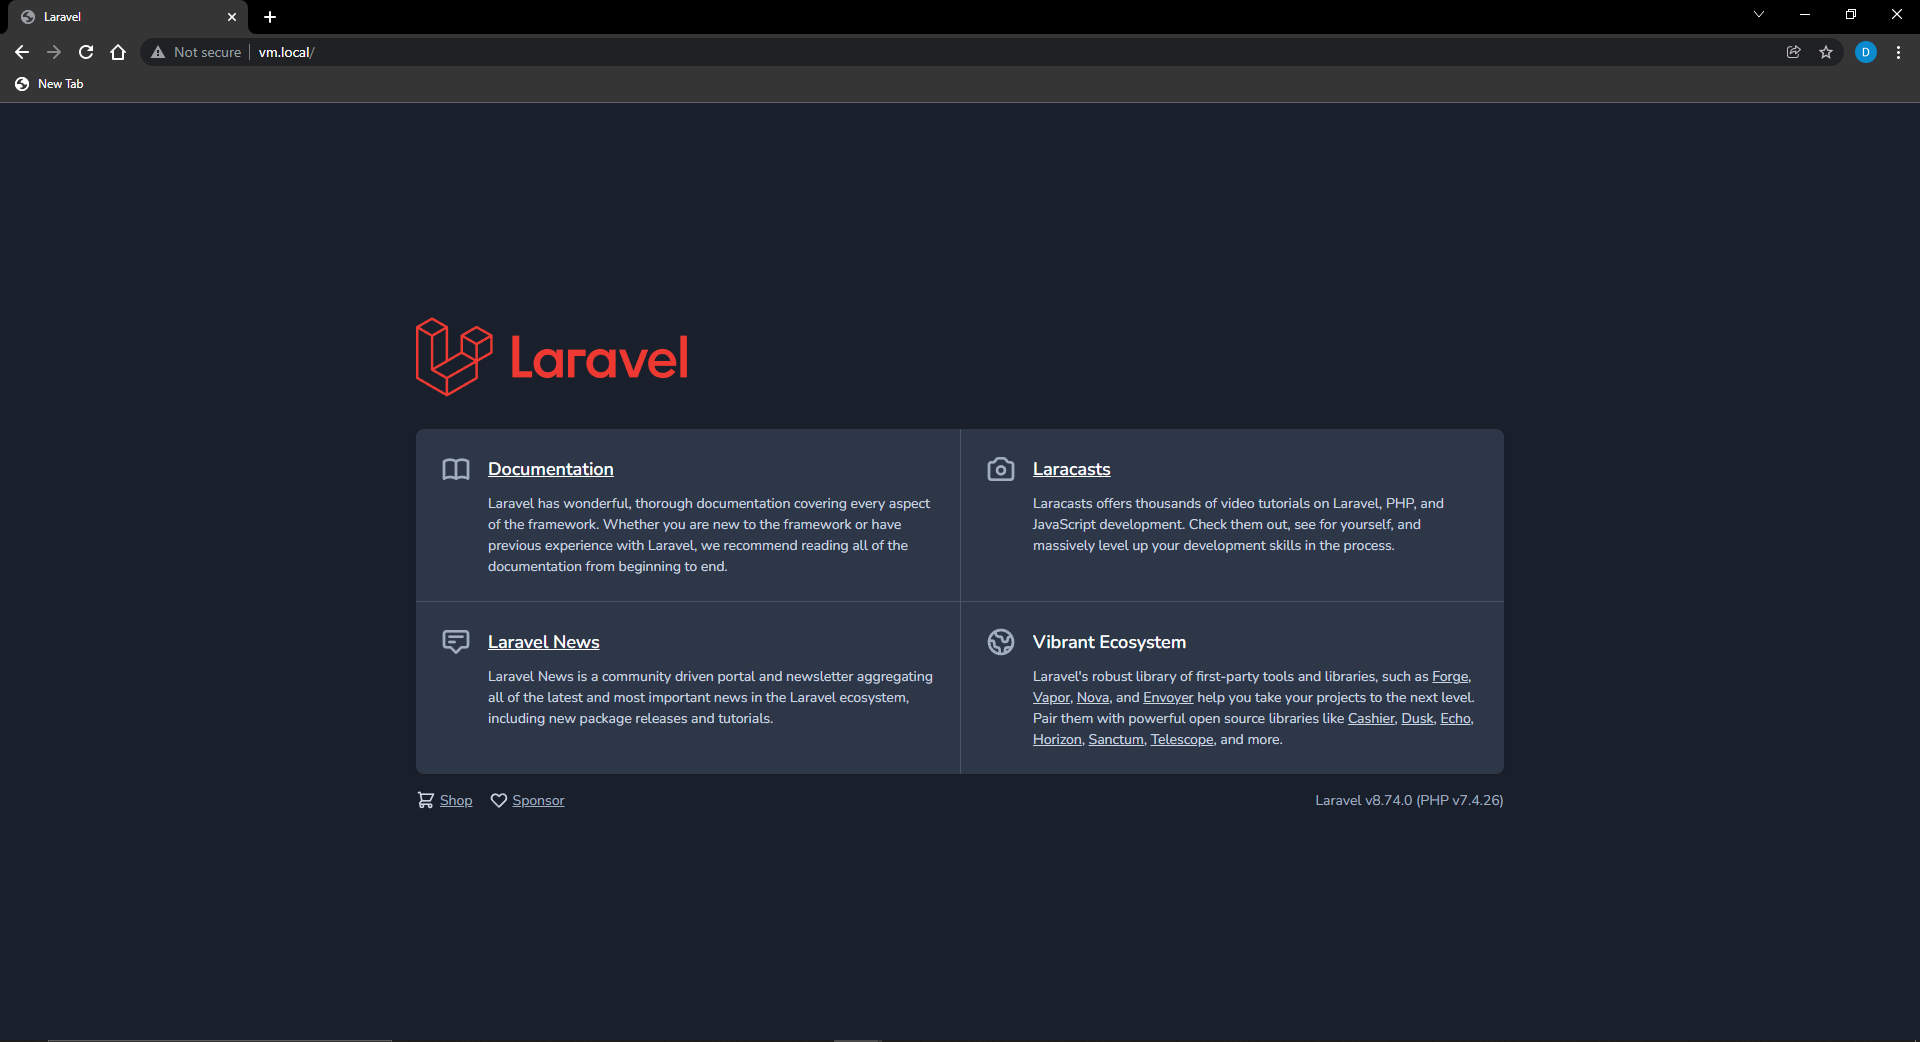 Laravel
Not secure vm.local/
D
New Tab
Laravel
Documentation
Laravel has wonderful, thorough documentation covering every aspect
of the framework. Whether you are new to the framework or have
previous experience with Laravel, we recommend reading all of the
documentation from beginning to end.
Laracasts
Laracasts offers thousands of video tutorials on Laravel, PHP, and
JavaScript development. Check them out, see for yourself, and
massively level up your development skills in the process.
Laravel News
Laravel News is a community driven portal and newsletter aggregating
all of the latest and most important news in the Laravel ecosystem,
including new package releases and tutorials.
Vibrant Ecosystem
Laravel's robust library of first-party tools and libraries, such as Forge,
Vapor, Nova, and Envoyer help you take your projects to the next level.
Pair them with powerful open source libraries like Cashier, Dusk, Echo,
Horizon, Sanctum, Telescope, and more.
Shop Sponsor
Laravel v8.74.0 (PHP v7.4.26)